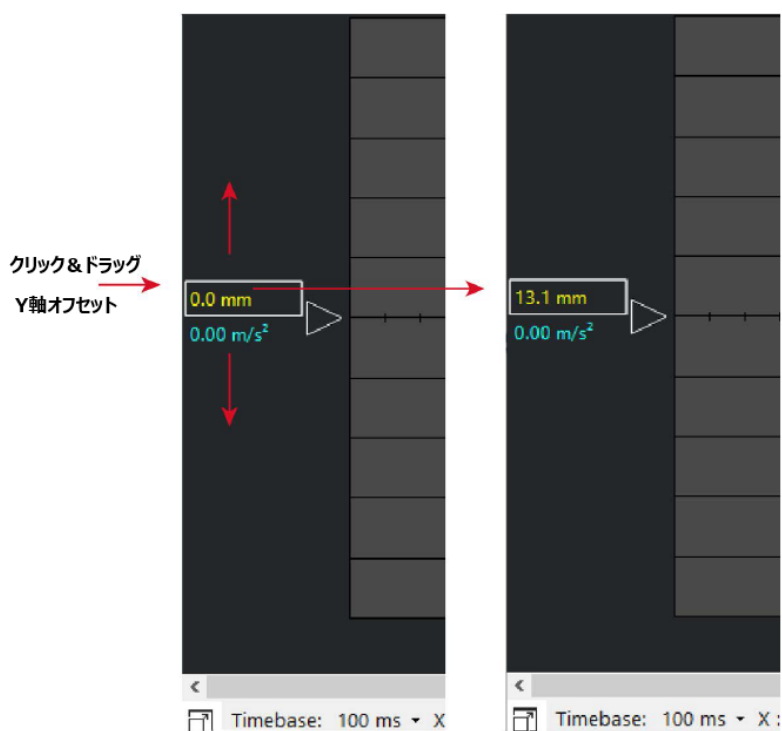 クリック&ドラッグ
Y軸オフセット
0.0 mm
0.00 m/s²
13.1 mm
0.00 m/s²
Timebase: 100 ms X
Timebase: 100 ms X: